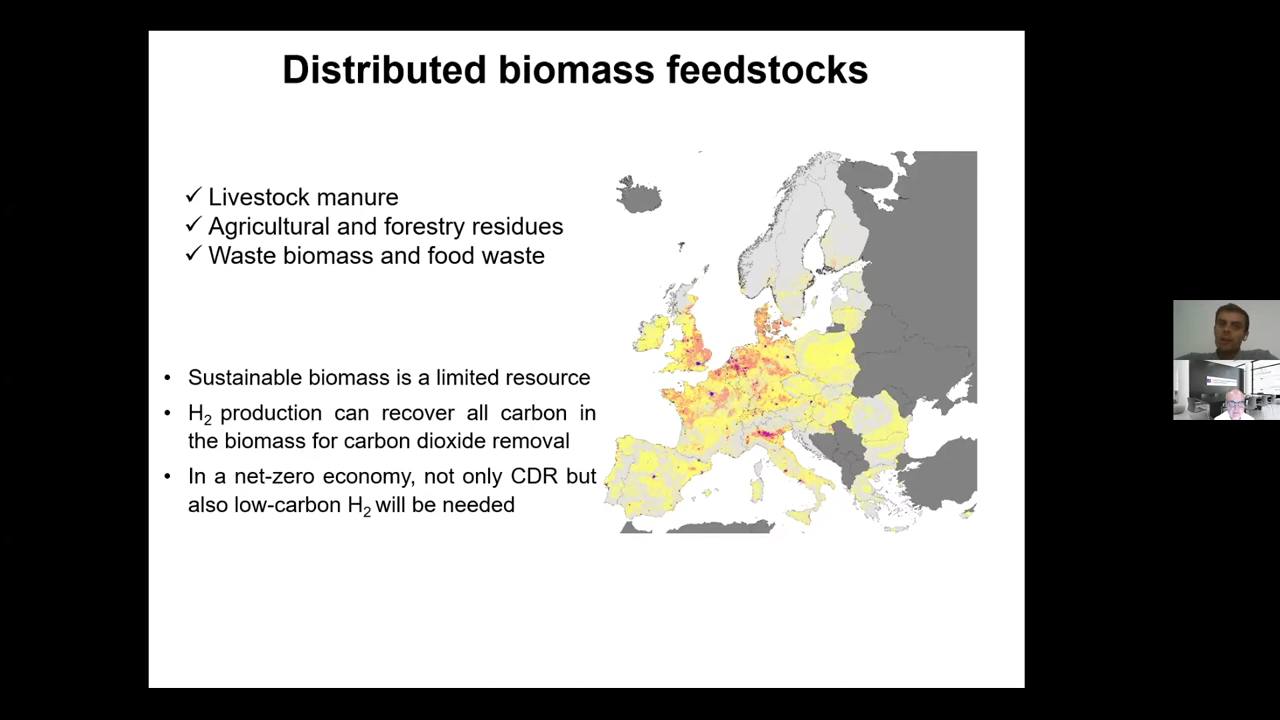 Distributed biomass feedstocks
✓ Livestock manure
✓ Agricultural and forestry residues
✓ Waste biomass and food waste
• Sustainable biomass is a limited resource
• H₂ production can recover all carbon in
the biomass for carbon dioxide removal
• In a net-zero economy, not only CDR but
also low-carbon H₂ will be needed